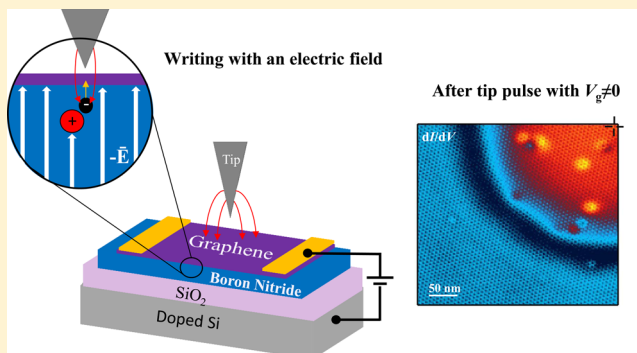 Writing with an electric field
After tip pulse with Vg≠0
-
+
-Ē
Tip
Graphene
Boron Nitride
SiO2
Doped Si
dI/dV
50 nm